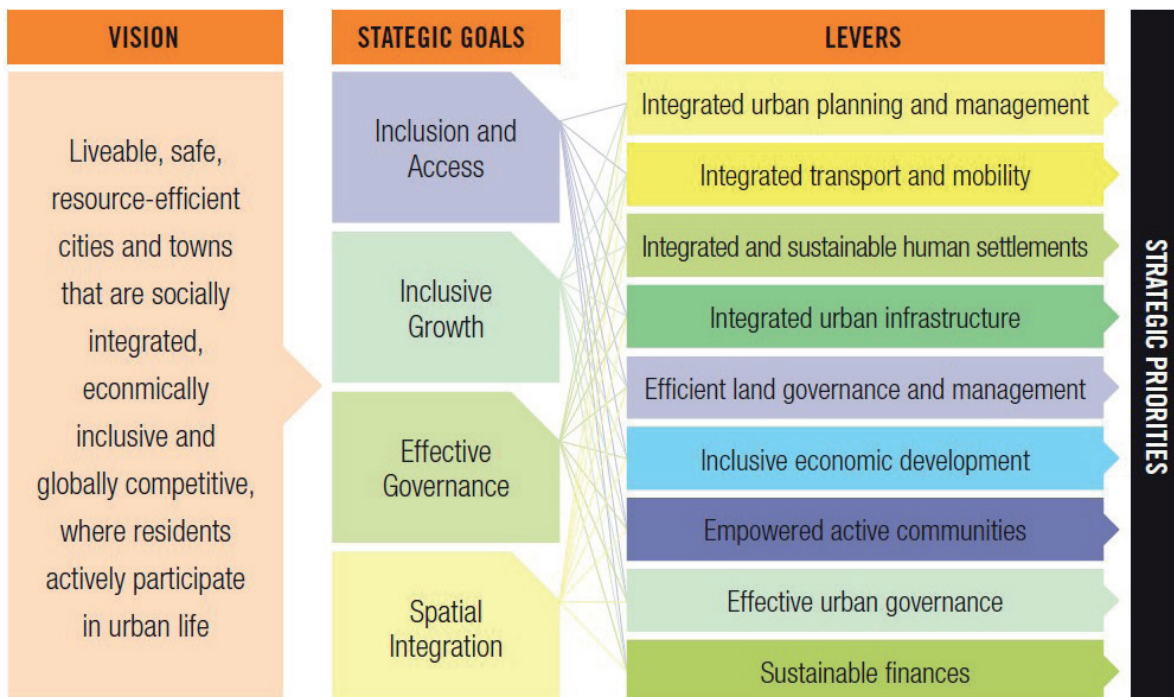 VISION
Liveable, safe,
resource-efficient
cities and towns
that are socially
integrated,
econmically
inclusive and
globally competitive,
where residents
actively participate
in urban life
STATEGIC GOALS
Inclusion and
Access
Inclusive
Growth
Effective
Governance
Spatial
Integration
LEVERS
Integrated urban planning and management
Integrated transport and mobility
Integrated and sustainable human settlements
Integrated urban infrastructure
Efficient land governance and management
Inclusive economic development
Empowered active communities
Effective urban governance
Sustainable finances
STRATEGIC PRIORITIES